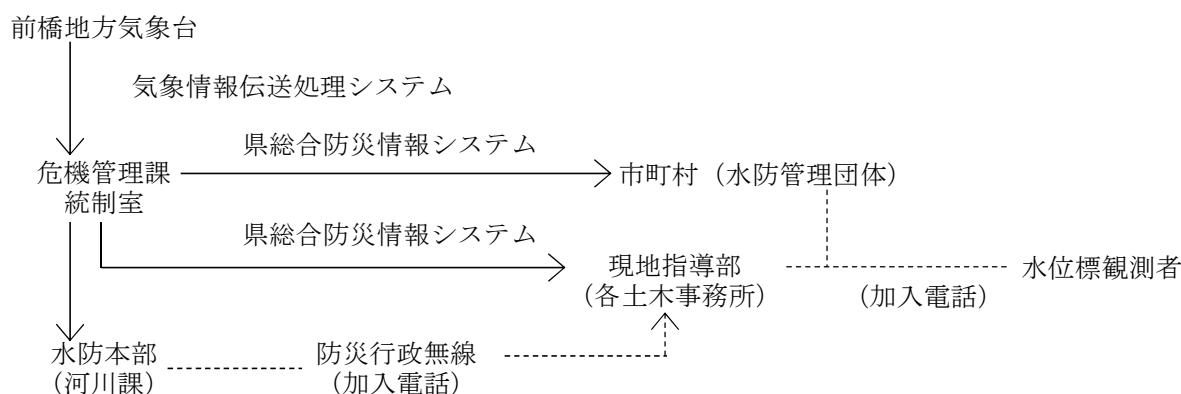 前橋地方気象台
気象情報伝送処理システム
県総合防災情報システム
危機管理課
統制室
市町村（水防管理団体）
県総合防災情報システム
現地指導部
（各土木事務所）
（加入電話）
水位標観測者
水防本部
（河川課）
防災行政無線
（加入電話）